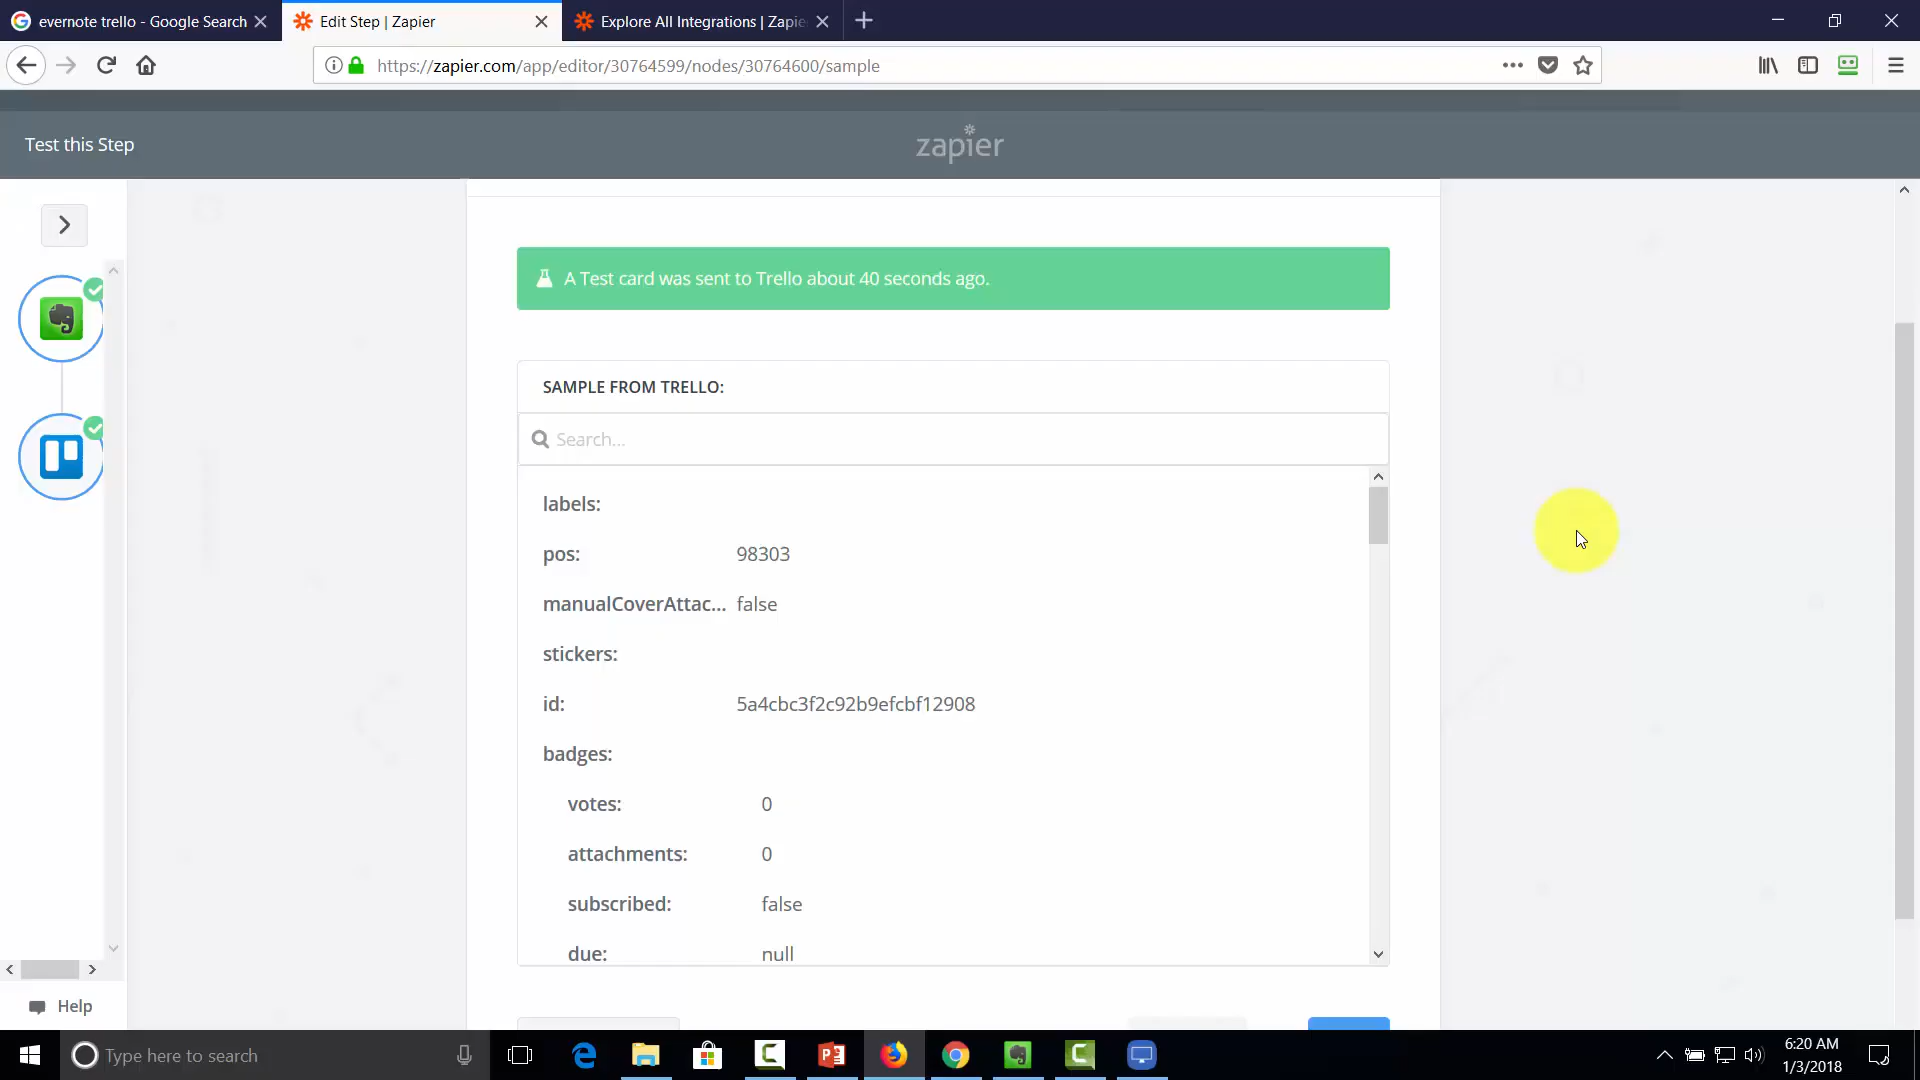 evernote trello - Google Search
Edit Step | Zapier
Explore All Integrations | Zapie
https://zapier.com/app/editor/30764599/nodes/30764600/sample
Test this Step
zapier
A Test card was sent to Trello about 40 seconds ago.
SAMPLE FROM TRELLO:
Search...
labels:
pos: 98303
manualCoverAttac... false
stickers:
id: 5a4cbc3f2c92b9efcbf12908
badges:
votes: 0
attachments: 0
subscribed: false
due: null
Help
Type here to search
6:20 AM
1/3/2018